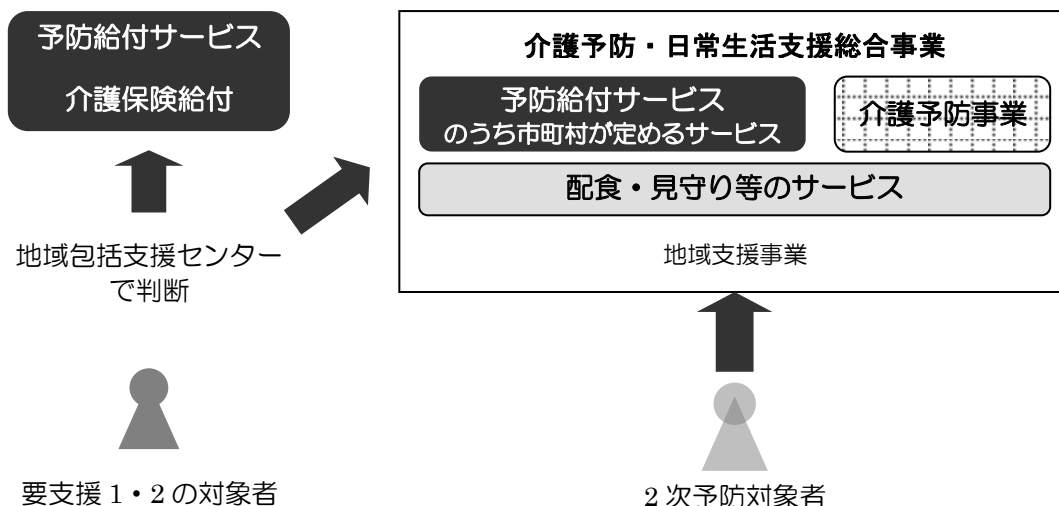 予防給付サービス
介護保険給付
介護予防・日常生活支援総合事業
予防給付サービス
のうち市町村が定めるサービス
介護予防事業
配食・見守り等のサービス
地域支援事業
地域包括支援センター
で判断
要支援1・2の対象者
2次予防対象者